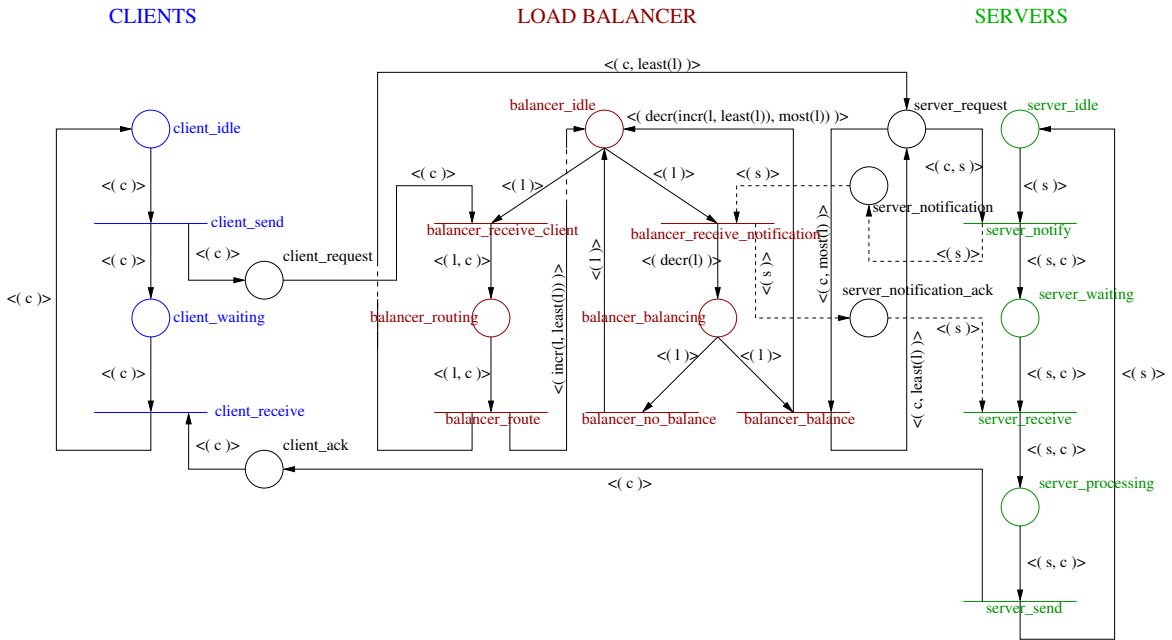 CLIENTS
LOAD BALANCER
SERVERS
<( c, least(l) )>
balancer_idle
server_request
server_idle
<( decr(incr(l, least(l)), most(l)) )>
client_idle
<( c, s )>
<( c )>
<( c )>
<( l )>
<( l )>
<( s )>
<( s )>
server_notification
client_send
balancer_receive_client
balancer_receive_notification
server_notify
<( c )>
<( c )>
client_request
<( l, c )>
<( l )>
<( decr(l) )>
<( s )>
<( c, most(l) )>
<( s, c )>
server_notification_ack
server_waiting
<( c )>
client_waiting
balancer_routing
<( incr(l, least(l)) )>
balancer_balancing
<( s )>
<( c )>
<( l, c )>
<( l )>
<( l )>
<( c, least(l) )>
<( s, c )>
<( s )>
client_receive
balancer_route
balancer_no_balance
balancer_balance
server_receive
<( c )>
client_ack
<( s, c )>
<( c )>
server_processing
<( s, c )>
server_send